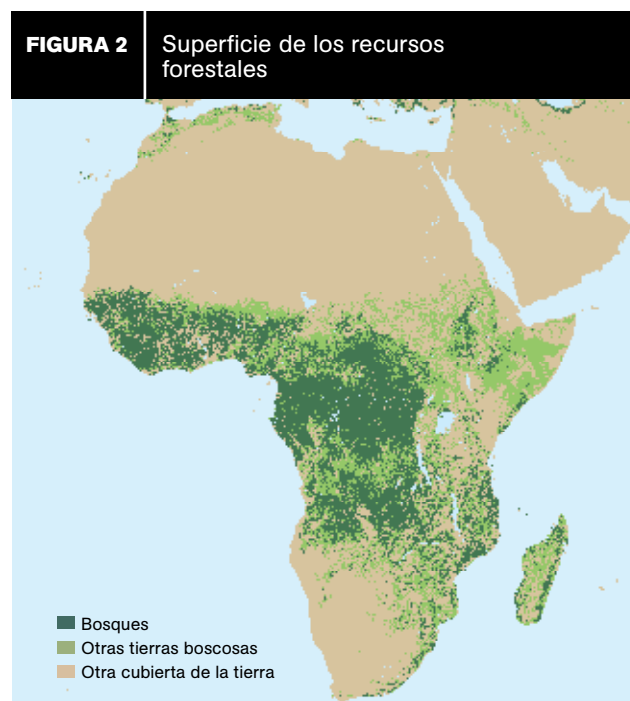 FIGURA 2
Superficie de los recursos
forestales
Bosques
Otras tierras boscosas
Otra cubierta de la tierra